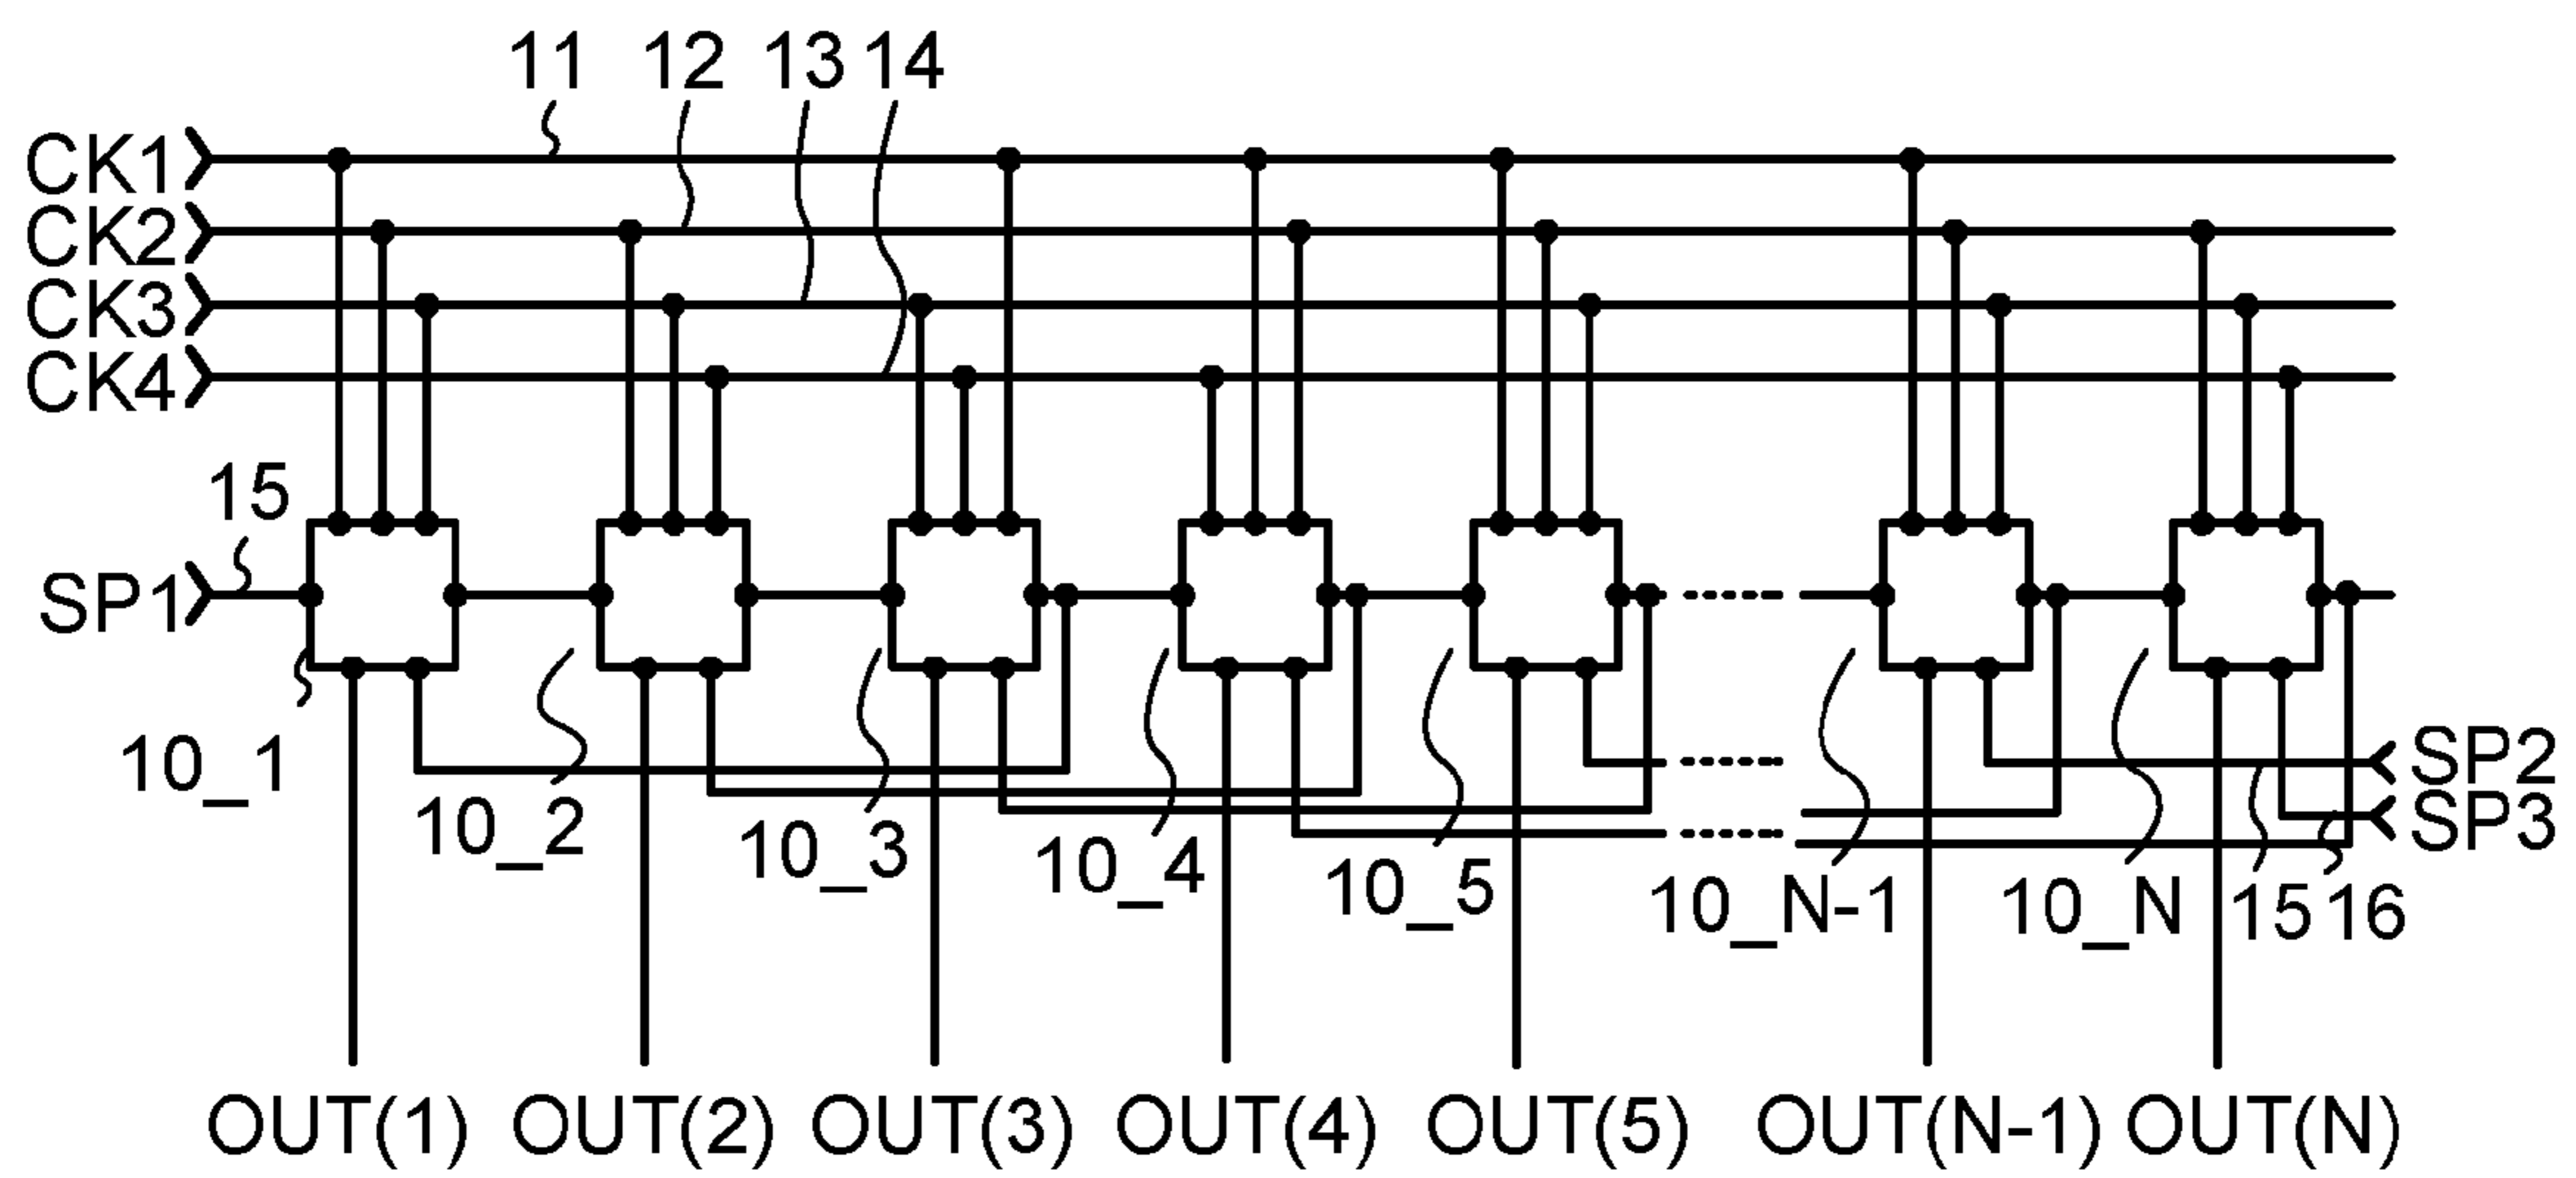 11 12 13 14
CK1
CK2
CK3
CK4
15
SP1
10_1
10_2
10_3
10_4
10_5
10_N-1
10_N
SP2
SP3
15 16
OUT(1) OUT(2) OUT(3) OUT(4) OUT(5) OUT(N-1) OUT(N)